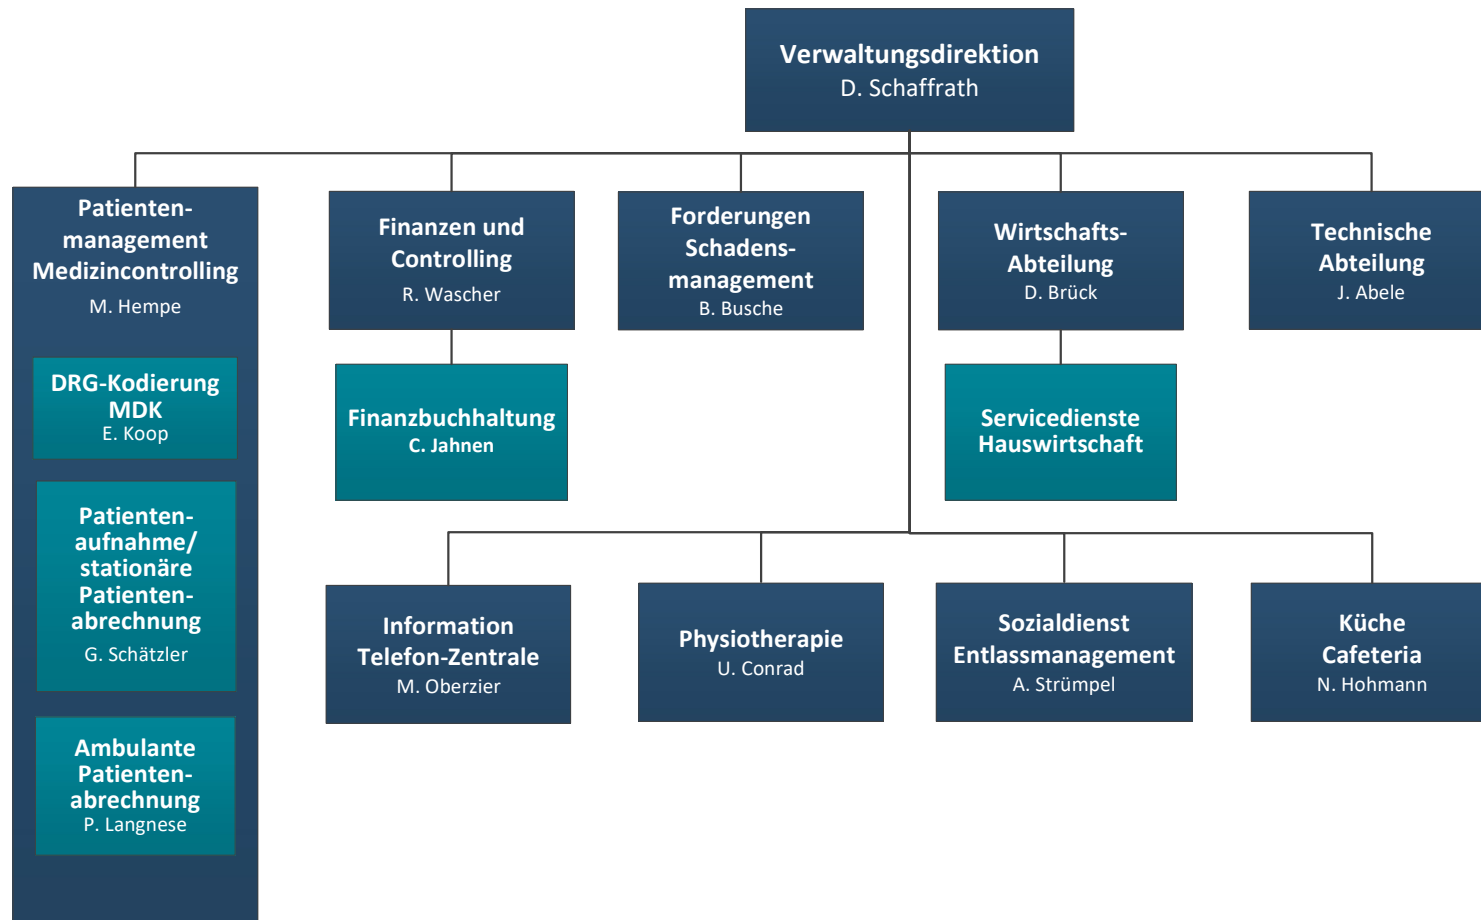 Verwaltungsdirektion
D. Schaffrath
Patienten-
management
Medizincontrolling
M. Hempe
DRG-Kodierung
MDK
E. Koop
Patienten-
aufnahme/
stationäre
Patienten-
abrechnung
G. Schätzler
Ambulante
Patienten-
abrechnung
P. Langnese
Finanzen und
Controlling
R. Wascher
Finanzbuchhaltung
C. Jahnen
Forderungen
Schadens-
management
B. Busche
Wirtschafts-
Abteilung
D. Brück
Servicedienste
Hauswirtschaft
Technische
Abteilung
J. Abele
Information
Telefon-Zentrale
M. Oberzier
Physiotherapie
U. Conrad
Sozialdienst
Entlassmanagement
A. Strümpel
Küche
Cafeteria
N. Hohmann